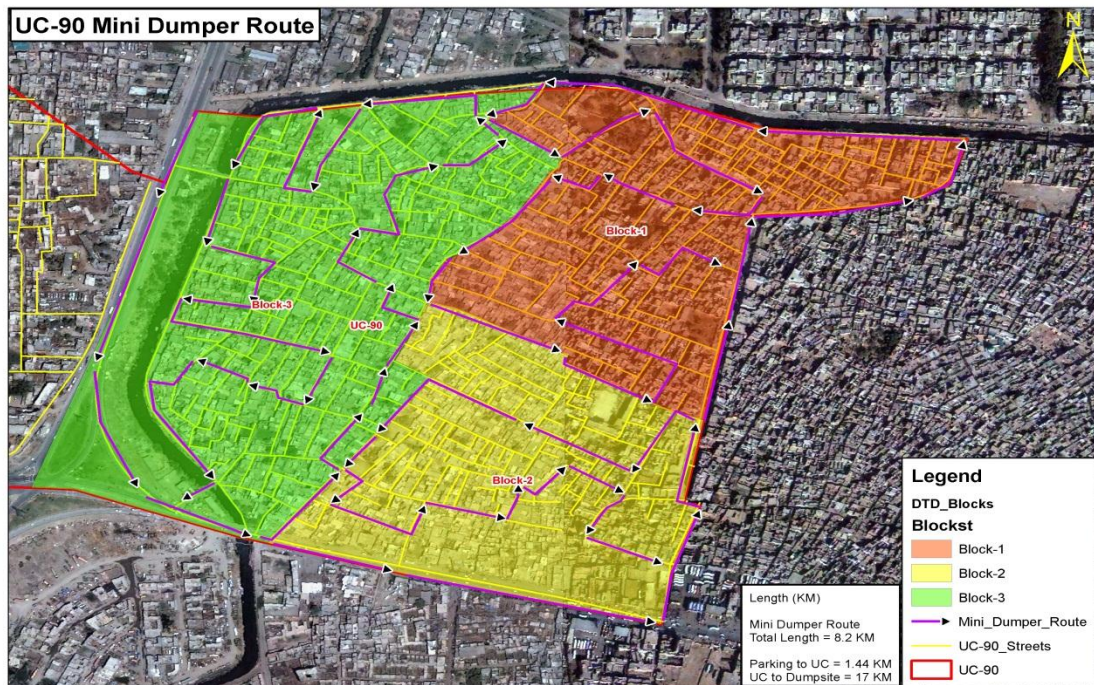 UC-90 Mini Dumper Route
N
Block-1
Block-3
UC-90
Block-2
Legend
DTD_Blocks
Blockst
Block-1
Block-2
Block-3
Mini_Dumper_Route
UC-90_Streets
UC-90
Length (KM)
Mini Dumper Route
Total Length = 8.2 KM
Parking to UC = 1.44 KM
UC to Dumpsite = 17 KM